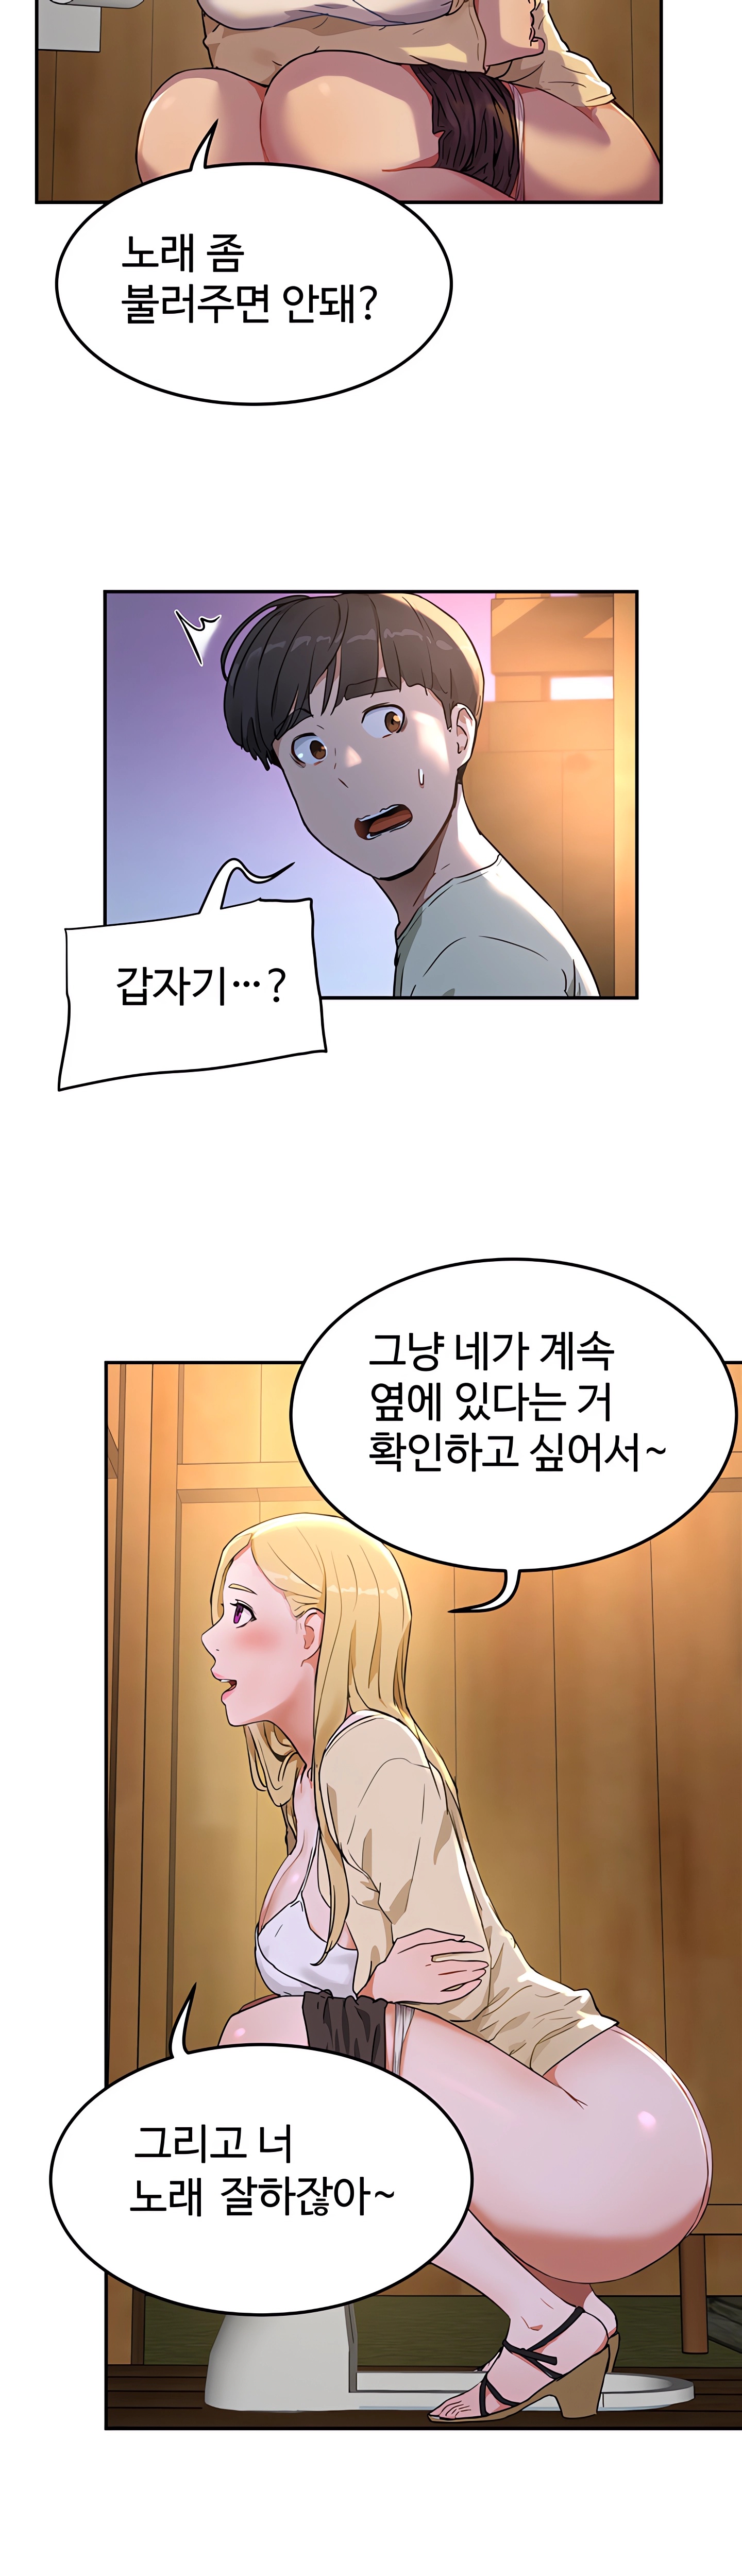 노래 좀
불러주면 안돼?
갑자기…?
그냥 네가 계속
옆에 있다는 거
확인하고 싶어서~
그리고 너
노래 잘하잖아~